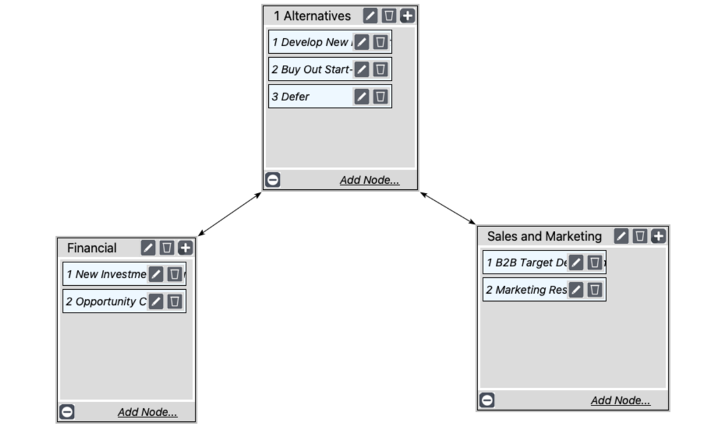 1 Alternatives
1 Develop New
2 Buy Out Start-
3 Defer
Add Node...
Financial
1 New Investme
2 Opportunity C
Add Node...
Sales and Marketing
1 B2B Target De
2 Marketing Res
Add Node...